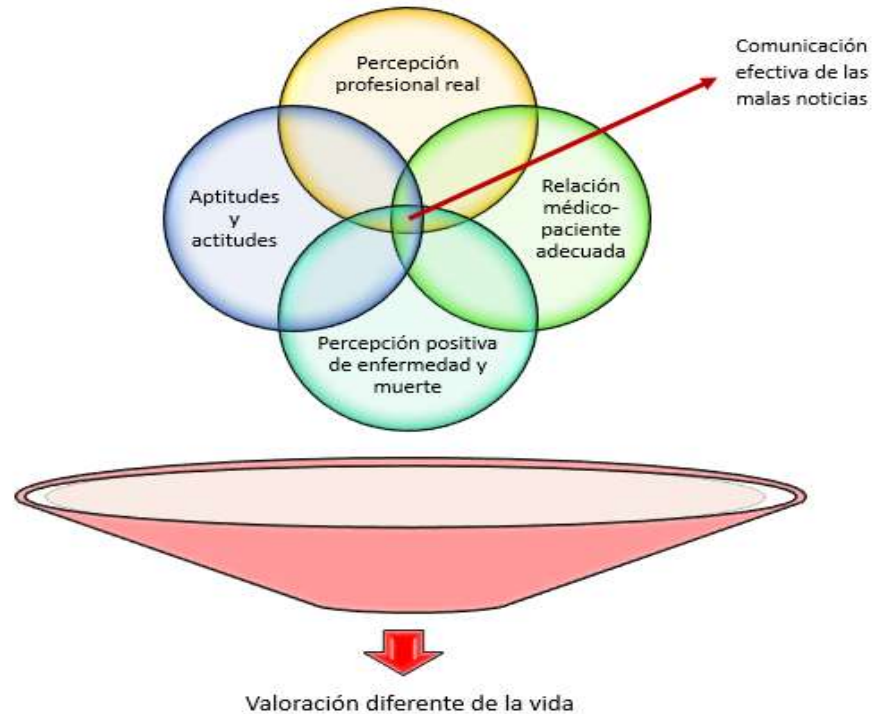 Percepción
profesional real
Comunicación
efectiva de las
malas noticias
Aptitudes
y
actitudes
Relación
médico-
paciente
adecuada
Percepción positiva
de enfermedad y
muerte
Valoración diferente de la vida